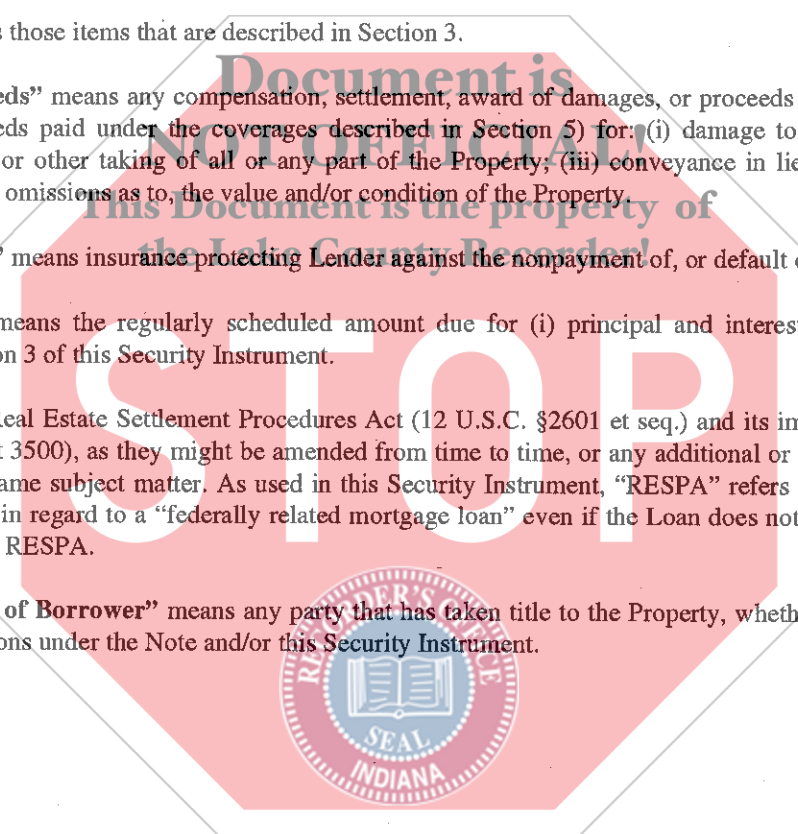 s those items that are described in Section 3.
Document is
eds” means any compensation, settlement, award of damages, or proceeds
eds paid under the coverages described in Section 5) for: (i) damage to
NOT OFFICIAL!
or other taking of all or any part of the Property; (iii) conveyance in lie
omissions as to, the value and/or condition of the Property.
This Document is the property of
the Lake County Recorder!
” means insurance protecting Lender against the nonpayment of, or default o
means the regularly scheduled amount due for (i) principal and interes
on 3 of this Security Instrument.
STOP
Real Estate Settlement Procedures Act (12 U.S.C. §2601 et seq.) and its im
t 3500), as they might be amended from time to time, or any additional or
ame subject matter. As used in this Security Instrument, “RESPA” refers
in regard to a “federally related mortgage loan” even if the Loan does not
RESPA.
of Borrower” means any party that has taken title to the Property, wheth
ons under the Note and/or this Security Instrument.
RECORDER'S OFFICE
SEAL
INDIANA